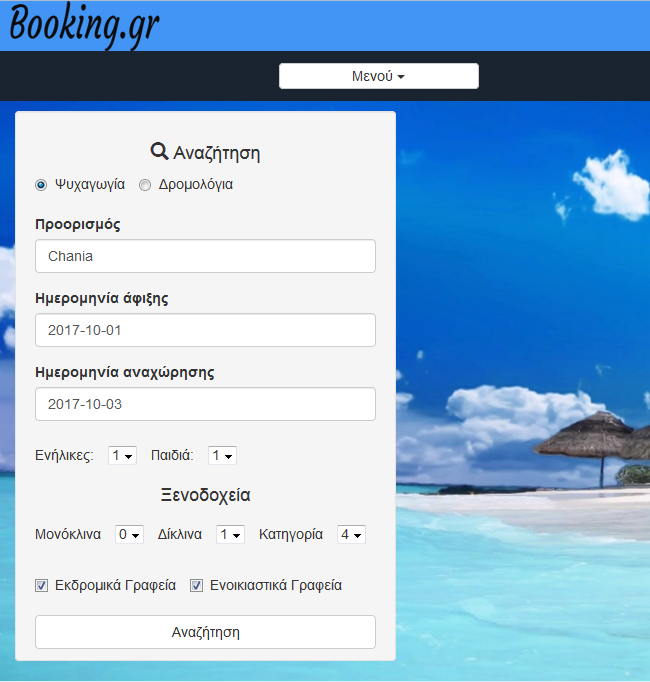 Booking.gr
Μενού
Αναζήτηση
Ψυχαγωγία Δρομολόγια
Προορισμός
Chania
Ημερομηνία άφιξης
2017-10-01
Ημερομηνία αναχώρησης
2017-10-03
Ενήλικες: 1 Παιδιά: 1
Ξενοδοχεία
Μονόκλινα 0 Δίκλινα 1 Κατηγορία 4
Εκδρομικά Γραφεία Ενοικιαστικά Γραφεία
Αναζήτηση